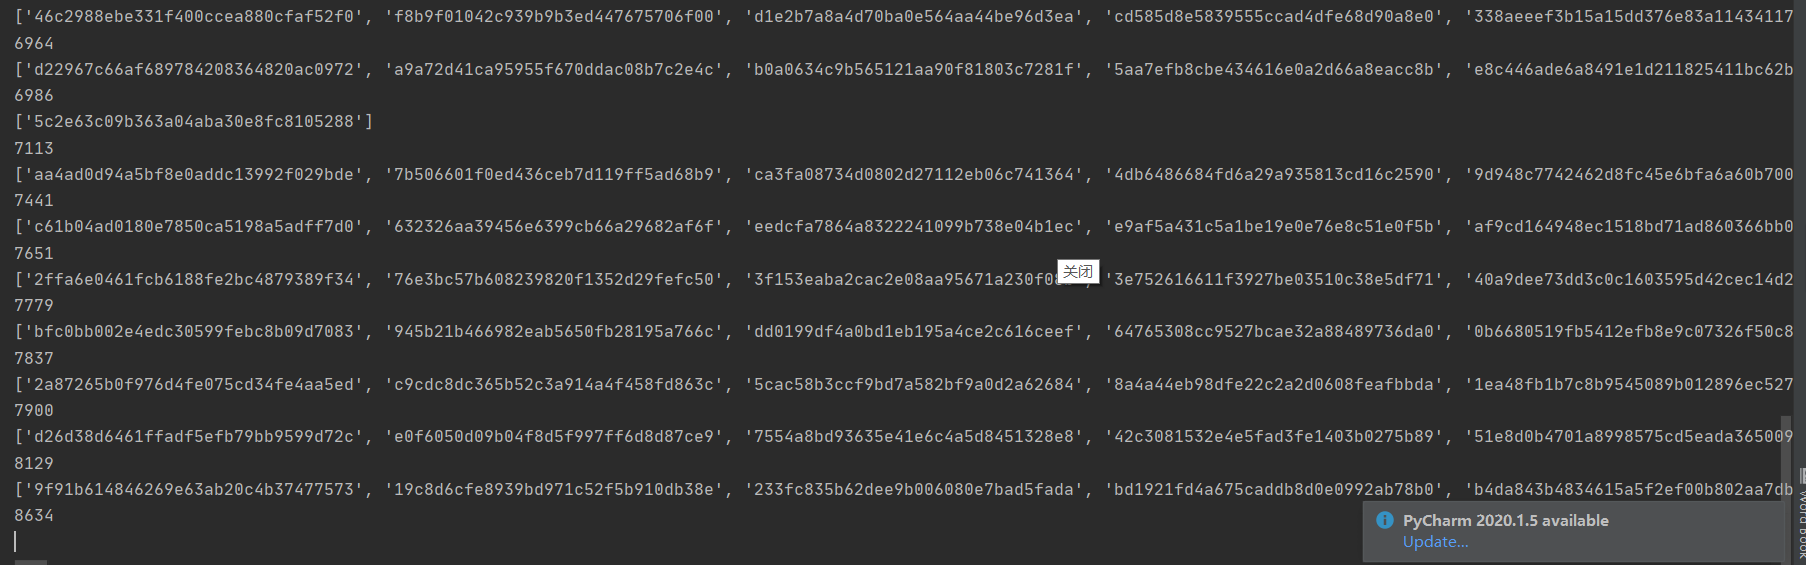 ['46c2988ebe331f400ccea880cfaf52f0', 'f8b9f01042c939b9b3ed447675706f00', 'd1e2b7a8a4d70ba0e564aa44be96d3ea', 'cd585d8e5839555ccad4dfe68d90a8e0', '338aeeef3b15a15dd376e83a11434117
6964
['d22967c66af689784208364820ac0972', 'a9a72d41ca95955f670ddac08b7c2e4c', 'b0a0634c9b565121aa90f81803c7281f', '5aa7efb8cbe434616e0a2d66a8eacc8b', 'e8c446ade6a8491e1d211825411bc62b
6986
['5c2e63c09b363a04aba30e8fc8105288']
7113
['aa4ad0d94a5bf8e0addc13992f029bde', '7b506601f0ed436ceb7d119ff5ad68b9', 'ca3fa08734d0802d27112eb06c741364', '4db6486684fd6a29a935813cd16c2590', '9d948c7742462d8fc45e6bfa6a60b700
7441
['c61b04ad0180e7850ca5198a5adff7d0', '632326aa39456e6399cb66a29682af6f', 'eedcfa7864a8322241099b738e04b1ec', 'e9af5a431c5a1be19e0e76e8c51e0f5b', 'af9cd164948ec1518bd71ad860366bb0
7651
['2ffa6e0461fcb6188fe2bc4879389f34', '76e3bc57b608239820f1352d29fefc50', '3f153eaba2cac2e08aa95671a230f0 '3e752616611f3927be03510c38e5df71', '40a9dee73dd3c0c1603595d42cec14d2
关闭
7779
['bfc0bb002e4edc30599febc8b09d7083', '945b21b466982eab5650fb28195a766c', 'dd0199df4a0bd1eb195a4ce2c616ceef', '64765308cc9527bcae32a88489736da0', '0b6680519fb5412efb8e9c07326f50c8
7837
['2a87265b0f976d4fe075cd34fe4aa5ed', 'c9cdc8dc365b52c3a914a4f458fd863c', '5cac58b3ccf9bd7a582bf9a0d2a62684', '8a4a44eb98dfe22c2a2d0608feafbbda', '1ea48fb1b7c8b9545089b012896ec527
7900
['d26d38d6461ffadf5efb79bb9599d72c', 'e0f6050d09b04f8d5f997ff6d8d87ce9', '7554a8bd93635e41e6c4a5d8451328e8', '42c3081532e4e5fad3fe1403b0275b89', '51e8d0b4701a8998575cd5eada365009
8129
['9f91b614846269e63ab20c4b37477573', '19c8d6cfe8939bd971c52f5b910db38e', '233fc835b62dee9b006080e7bad5fada', 'bd1921fd4a675caddb8d0e0992ab78b0', 'b4da843b4834615a5f2ef00b802aa7db
8634
PyCharm 2020.1.5 available
Update...
Word Book